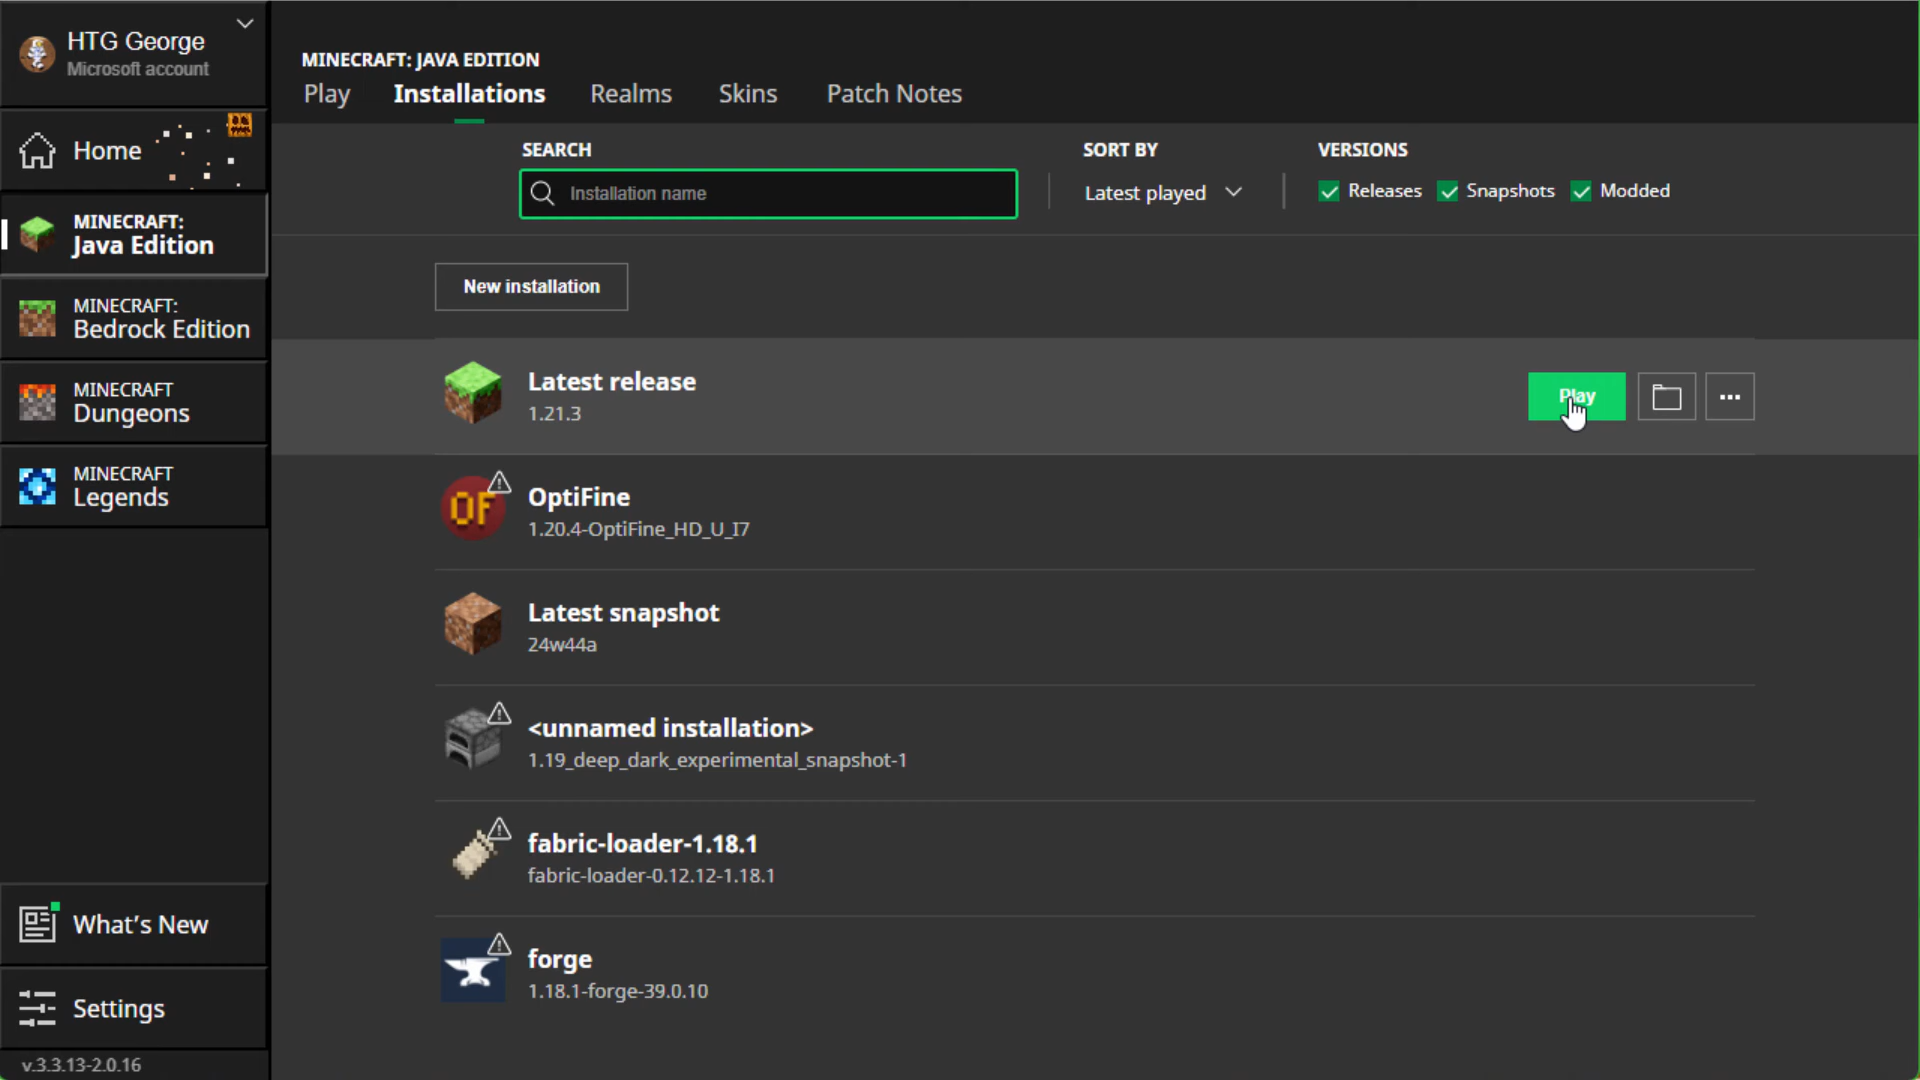 HTG George
Microsoft account
Home
MINECRAFT:
Java Edition
MINECRAFT:
Bedrock Edition
MINECRAFT
Dungeons
MINECRAFT
Legends
What's New
Settings
v.3.3.13-2.0.16
MINECRAFT: JAVA EDITION
Play Installations Realms Skins Patch Notes
SEARCH SORT BY VERSIONS
Installation name Latest played Releases Snapshots Modded
New installation
Latest release
1.21.3
Play
OF
OptiFine
1.20.4-OptiFine_HD_U_I7
Latest snapshot
24w44a
<unnamed installation>
1.19_deep_dark_experimental_snapshot-1
fabric-loader-1.18.1
fabric-loader-0.12.12-1.18.1
forge
1.18.1-forge-39.0.10